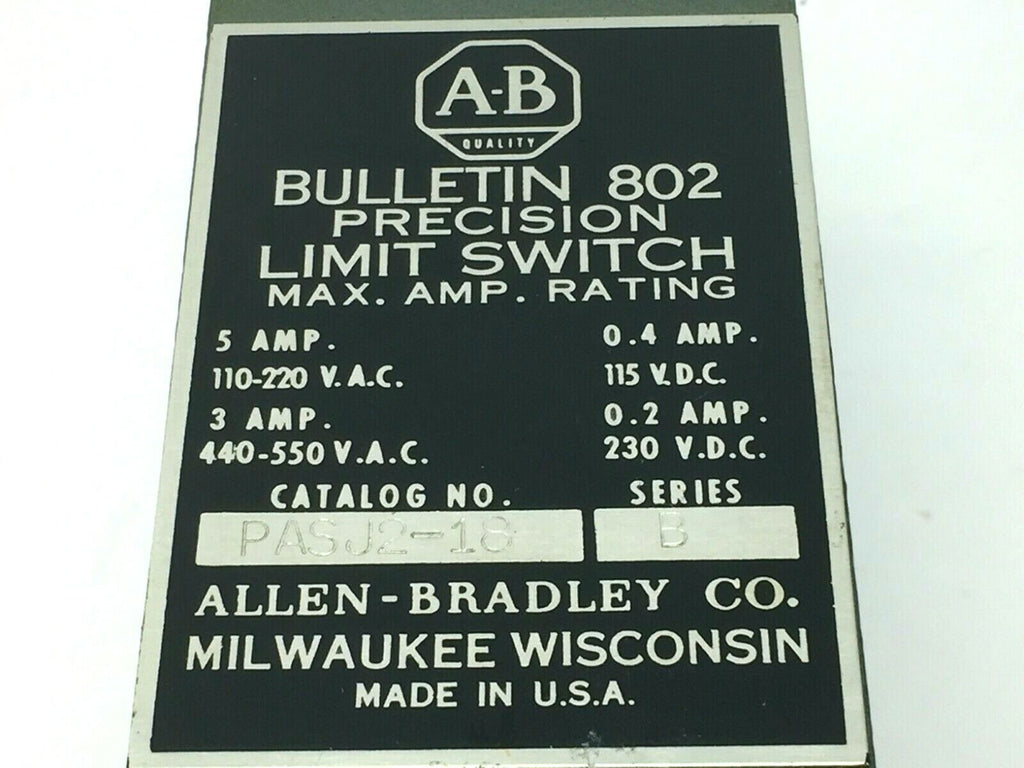 A-B
QUALITY
BULLETIN 802
PRECISION
LIMIT SWITCH
MAX. AMP. RATING
5 AMP. 0.4 AMP.
110-220 V.A.C. 115 V.D.C.
3 AMP. 0.2 AMP.
440-550 V.A.C. 230 V.D.C.
CATALOG NO. SERIES
PASJ2-18 B
ALLEN-BRADLEY CO.
MILWAUKEE WISCONSIN
MADE IN U.S.A.